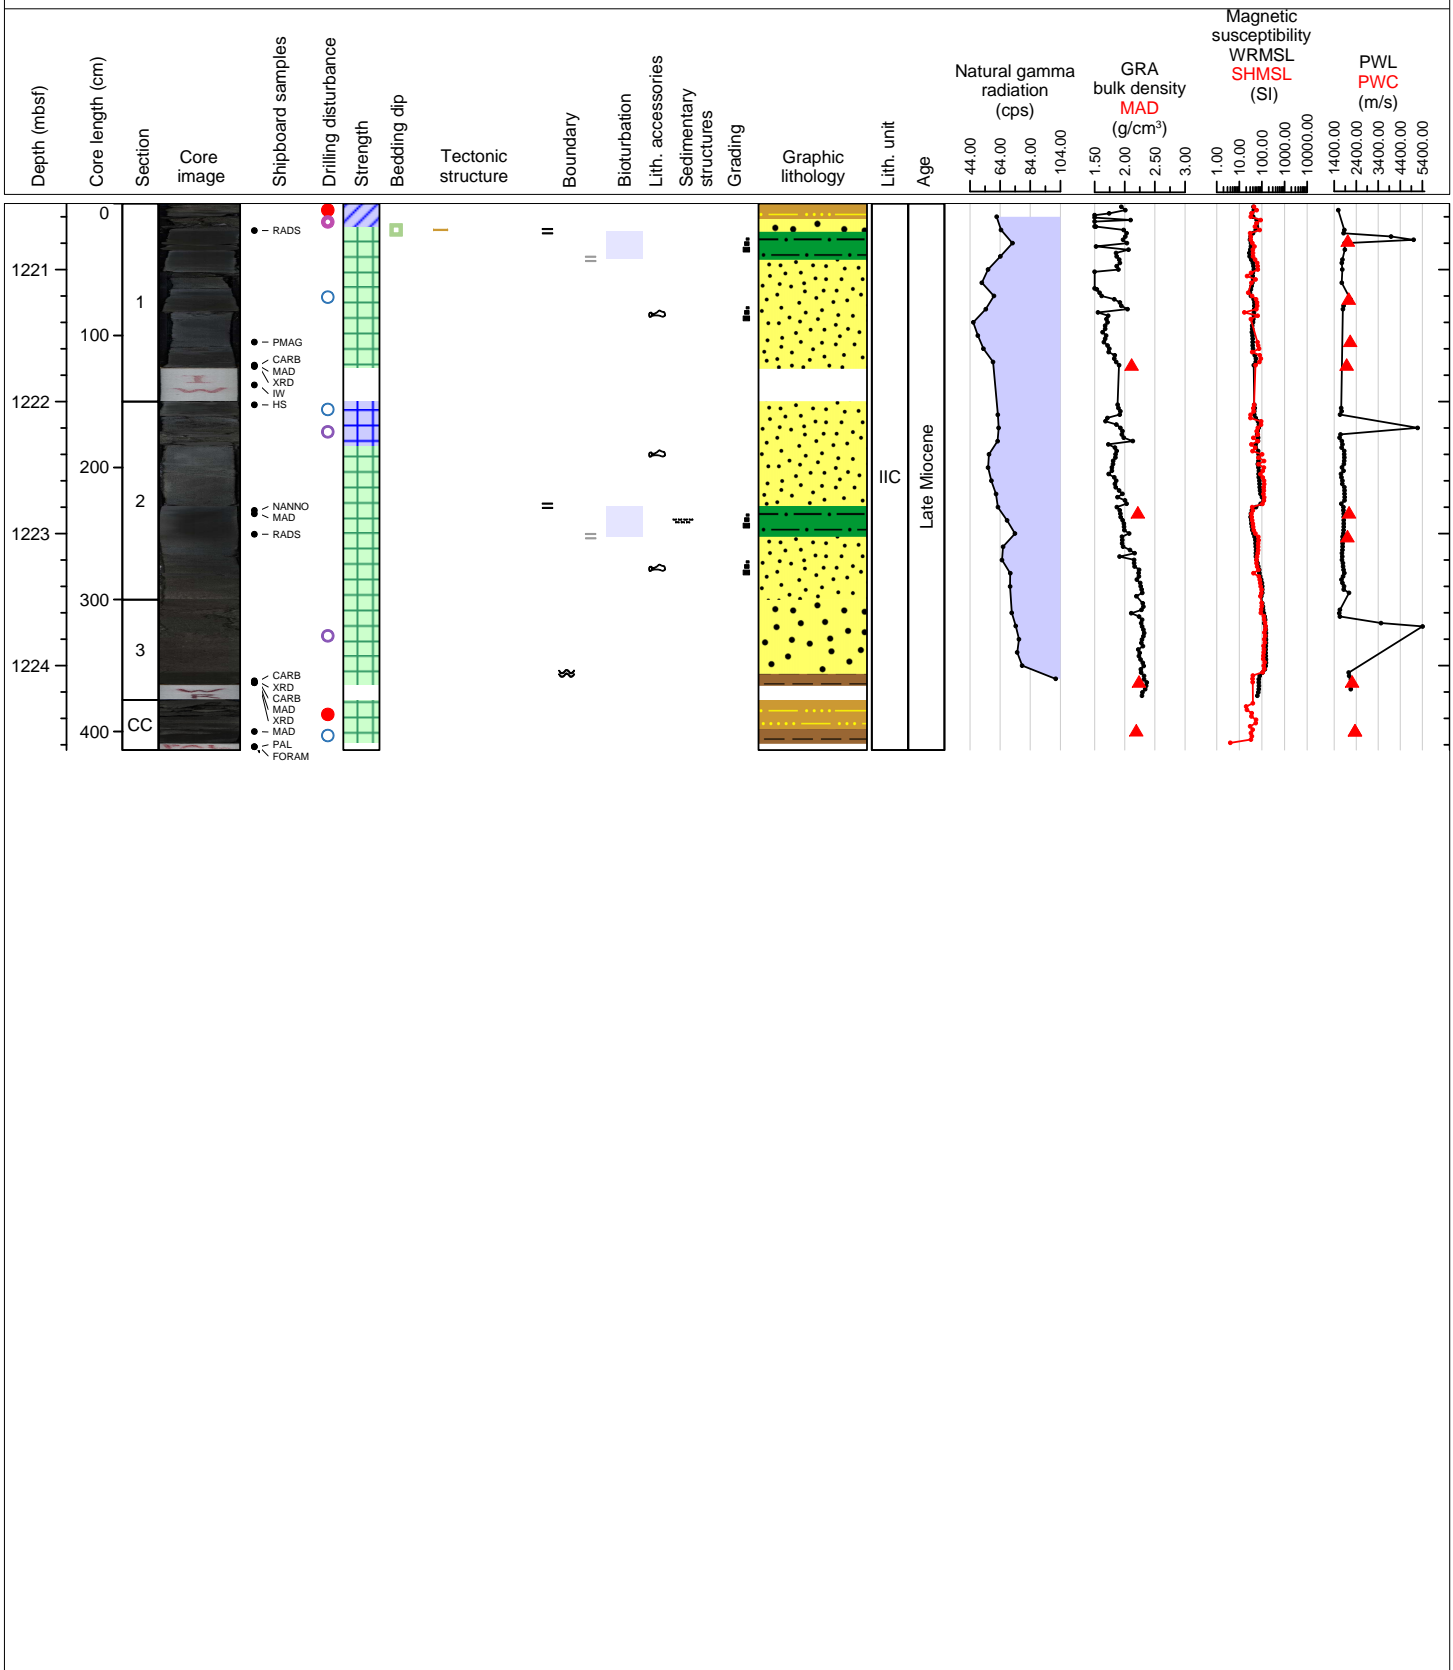 Depth (mbsf)
Core length (cm)
Section
Core
image
Shipboard samples
Drilling disturbance
Strength
Bedding dip
Tectonic
structure
Boundary
Bioturbation
Lith. accessories
Sedimentary
structures
Grading
Graphic
lithology
Lith. unit
Age
Natural gamma
radiation
(cps)
44.00
64.00
84.00
104.00
GRA
bulk density
MAD
(g/cm³)
1.50
2.00
2.50
3.00
Magnetic
susceptibility
WRMSL
SHMSL
(SI)
1.00
10.00
100.00
1000.00
10000.00
PWL
PWC
(m/s)
1400.00
2400.00
3400.00
4400.00
5400.00
1221
1222
1223
1224
0
100
200
300
400
1
2
3
CC
RADS
PMAG
CARB
MAD
XRD
IW
HS
NANNO
MAD
RADS
CARB
XRD
CARB
MAD
XRD
MAD
PAL
FORAM
IIC
Late Miocene